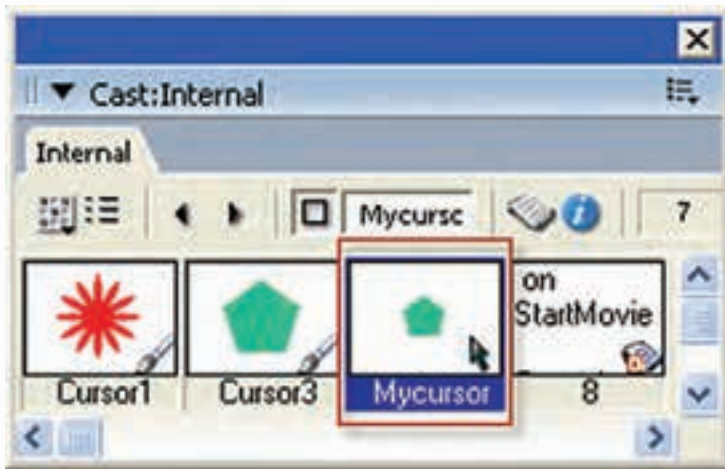 Cast:Internal
Internal
Mycursc
7
on
StartMovie
Cursor1
Cursor3
Mycursor
8